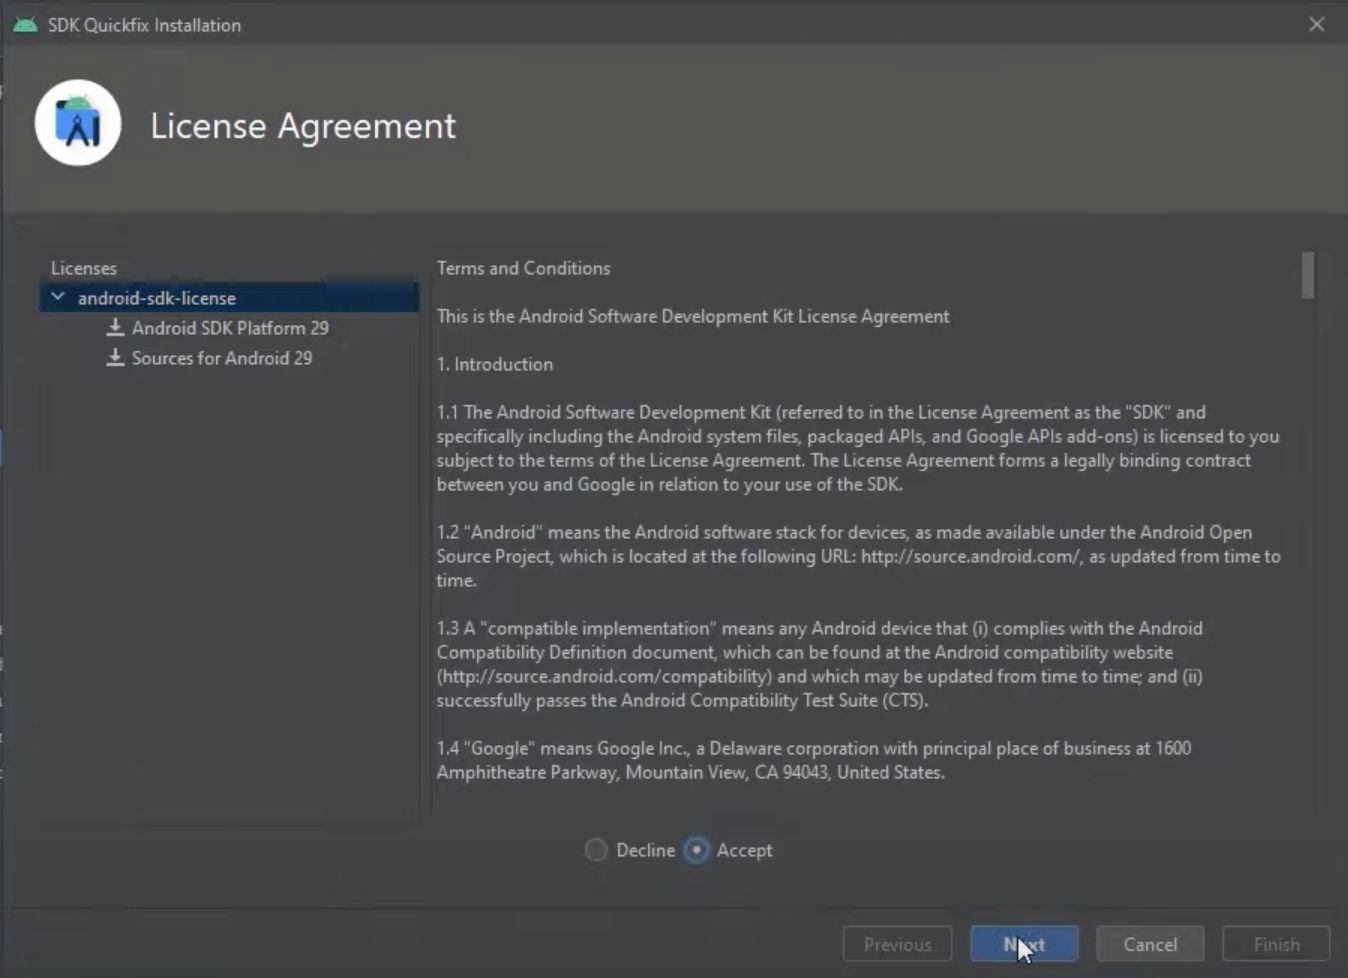 SDK Quickfix Installation
License Agreement
Licenses
android-sdk-license
Android SDK Platform 29
Sources for Android 29
Terms and Conditions
This is the Android Software Development Kit License Agreement
1. Introduction
1.1 The Android Software Development Kit (referred to in the License Agreement as the "SDK" and
specifically including the Android system files, packaged APIs, and Google APIs add-ons) is licensed to you
subject to the terms of the License Agreement. The License Agreement forms a legally binding contract
between you and Google in relation to your use of the SDK.
1.2 "Android" means the Android software stack for devices, as made available under the Android Open
Source Project, which is located at the following URL: http://source.android.com/, as updated from time to
time.
1.3 A "compatible implementation" means any Android device that (i) complies with the Android
Compatibility Definition document, which can be found at the Android compatibility website
(http://source.android.com/compatibility) and which may be updated from time to time; and (ii)
successfully passes the Android Compatibility Test Suite (CTS).
1.4 "Google" means Google Inc., a Delaware corporation with principal place of business at 1600
Amphitheatre Parkway, Mountain View, CA 94043, United States.
Decline Accept
Previous Next Cancel Finish